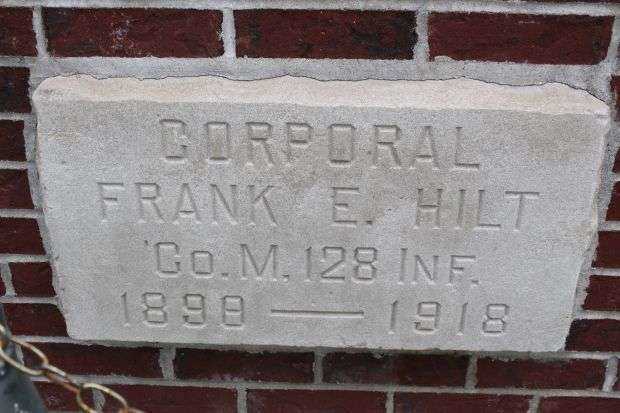 CORPORAL
FRANK E. HILT
Co. M. 128 INF.
1898 — 1918